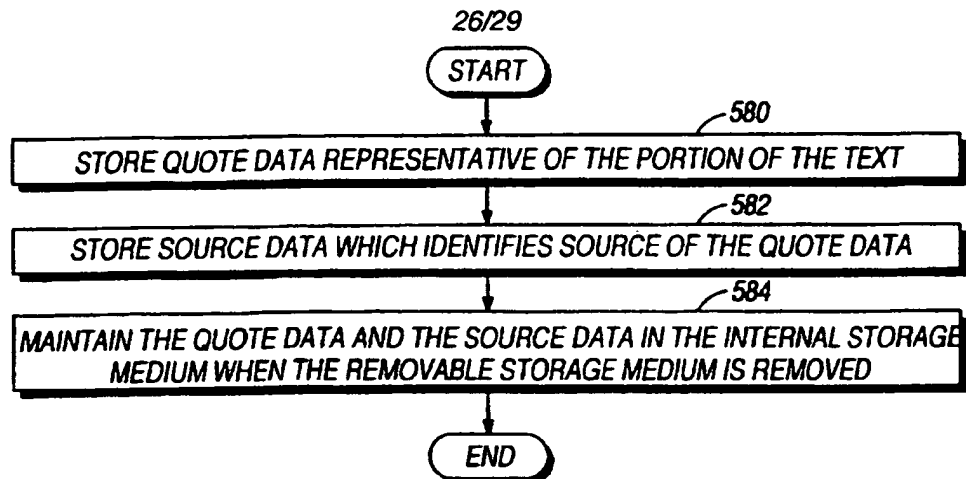 26/29
START
580
STORE QUOTE DATA REPRESENTATIVE OF THE PORTION OF THE TEXT
582
STORE SOURCE DATA WHICH IDENTIFIES SOURCE OF THE QUOTE DATA
584
MAINTAIN THE QUOTE DATA AND THE SOURCE DATA IN THE INTERNAL STORAGE
MEDIUM WHEN THE REMOVABLE STORAGE MEDIUM IS REMOVED
END